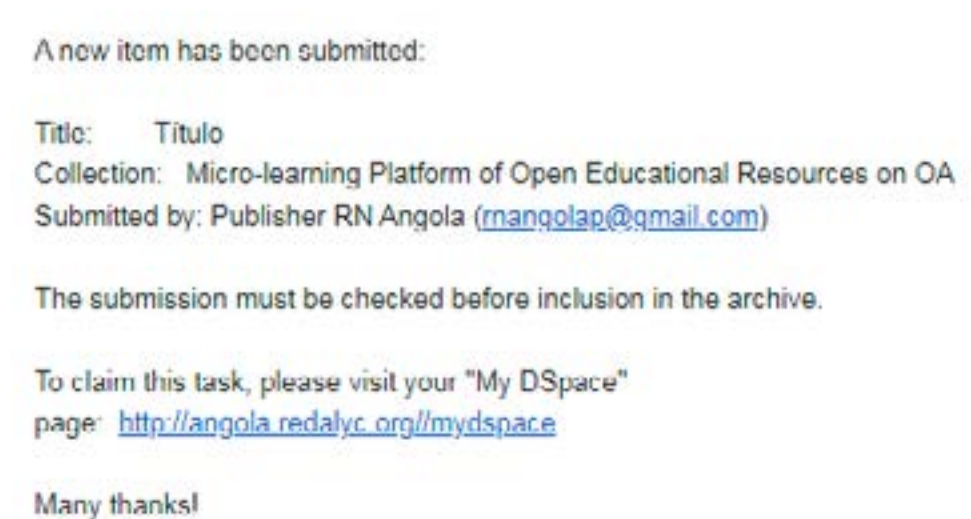 A new item has been submitted:
Title: Título
Collection: Micro-learning Platform of Open Educational Resources on OA
Submitted by: Publisher RN Angola (rnangolap@gmail.com)
The submission must be checked before inclusion in the archive.
To claim this task, please visit your "My DSpace"
page: http://angola.redalyc.org//mydspace
Many thanks!